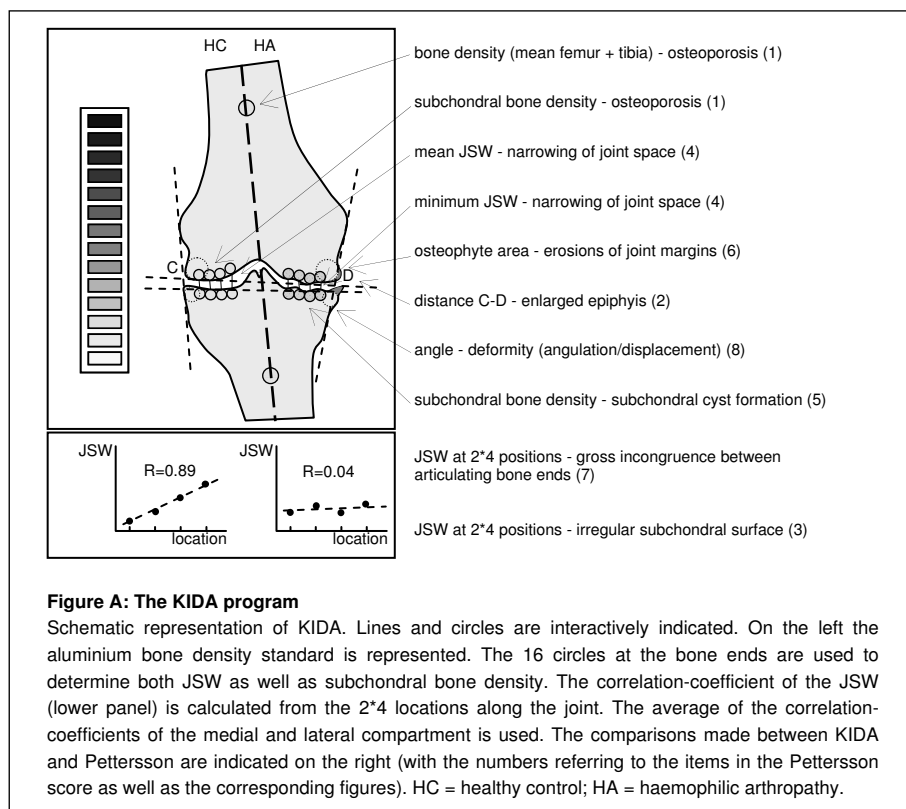 HC HA
bone density (mean femur + tibia) - osteoporosis (1)
subchondral bone density - osteoporosis (1)
mean JSW - narrowing of joint space (4)
minimum JSW - narrowing of joint space (4)
osteophyte area - erosions of joint margins (6)
C D
distance C-D - enlarged epiphyis (2)
angle - deformity (angulation/displacement) (8)
subchondral bone density - subchondral cyst formation (5)
JSW JSW
R=0.89 R=0.04
location location
JSW at 2*4 positions - gross incongruence between
articulating bone ends (7)
JSW at 2*4 positions - irregular subchondral surface (3)
Figure A: The KIDA program
Schematic representation of KIDA. Lines and circles are interactively indicated. On the left the
aluminium bone density standard is represented. The 16 circles at the bone ends are used to
determine both JSW as well as subchondral bone density. The correlation-coefficient of the JSW
(lower panel) is calculated from the 2*4 locations along the joint. The average of the correlation-
coefficients of the medial and lateral compartment is used. The comparisons made between KIDA
and Pettersson are indicated on the right (with the numbers referring to the items in the Pettersson
score as well as the corresponding figures). HC = healthy control; HA = haemophilic arthropathy.